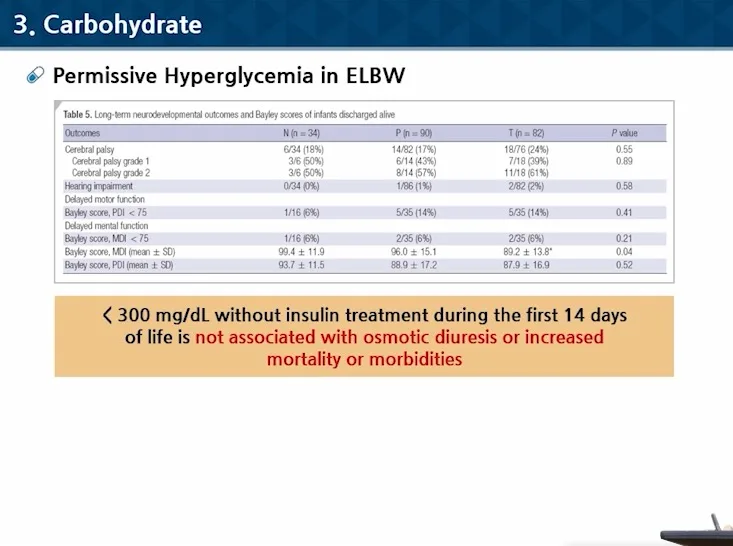 3. Carbohydrate
Permissive Hyperglycemia in ELBW
Table 5. Long-term neurodevelopmental outcomes and Bayley scores of infants discharged alive
Outcomes N (n = 34) P (n = 90) T (n = 82) P value
Cerebral palsy 6/34 (18%) 14/82 (17%) 18/76 (24%) 0.55
Cerebral palsy grade 1 3/6 (50%) 6/14 (43%) 7/18 (39%) 0.89
Cerebral palsy grade 2 3/6 (50%) 8/14 (57%) 11/18 (61%)
Hearing impairment 0/34 (0%) 1/86 (1%) 2/82 (2%) 0.58
Delayed motor function
Bayley score, PDI < 75 1/16 (6%) 5/35 (14%) 5/35 (14%) 0.41
Delayed mental function
Bayley score, MDI < 75 1/16 (6%) 2/35 (6%) 2/35 (6%) 0.21
Bayley score, MDI (mean ± SD) 99.4 ± 11.9 96.0 ± 15.1 89.2 ± 13.8* 0.04
Bayley score, PDI (mean ± SD) 93.7 ± 11.5 88.9 ± 17.2 87.9 ± 16.9 0.52
< 300 mg/dL without insulin treatment during the first 14 days
of life is not associated with osmotic diuresis or increased
mortality or morbidities